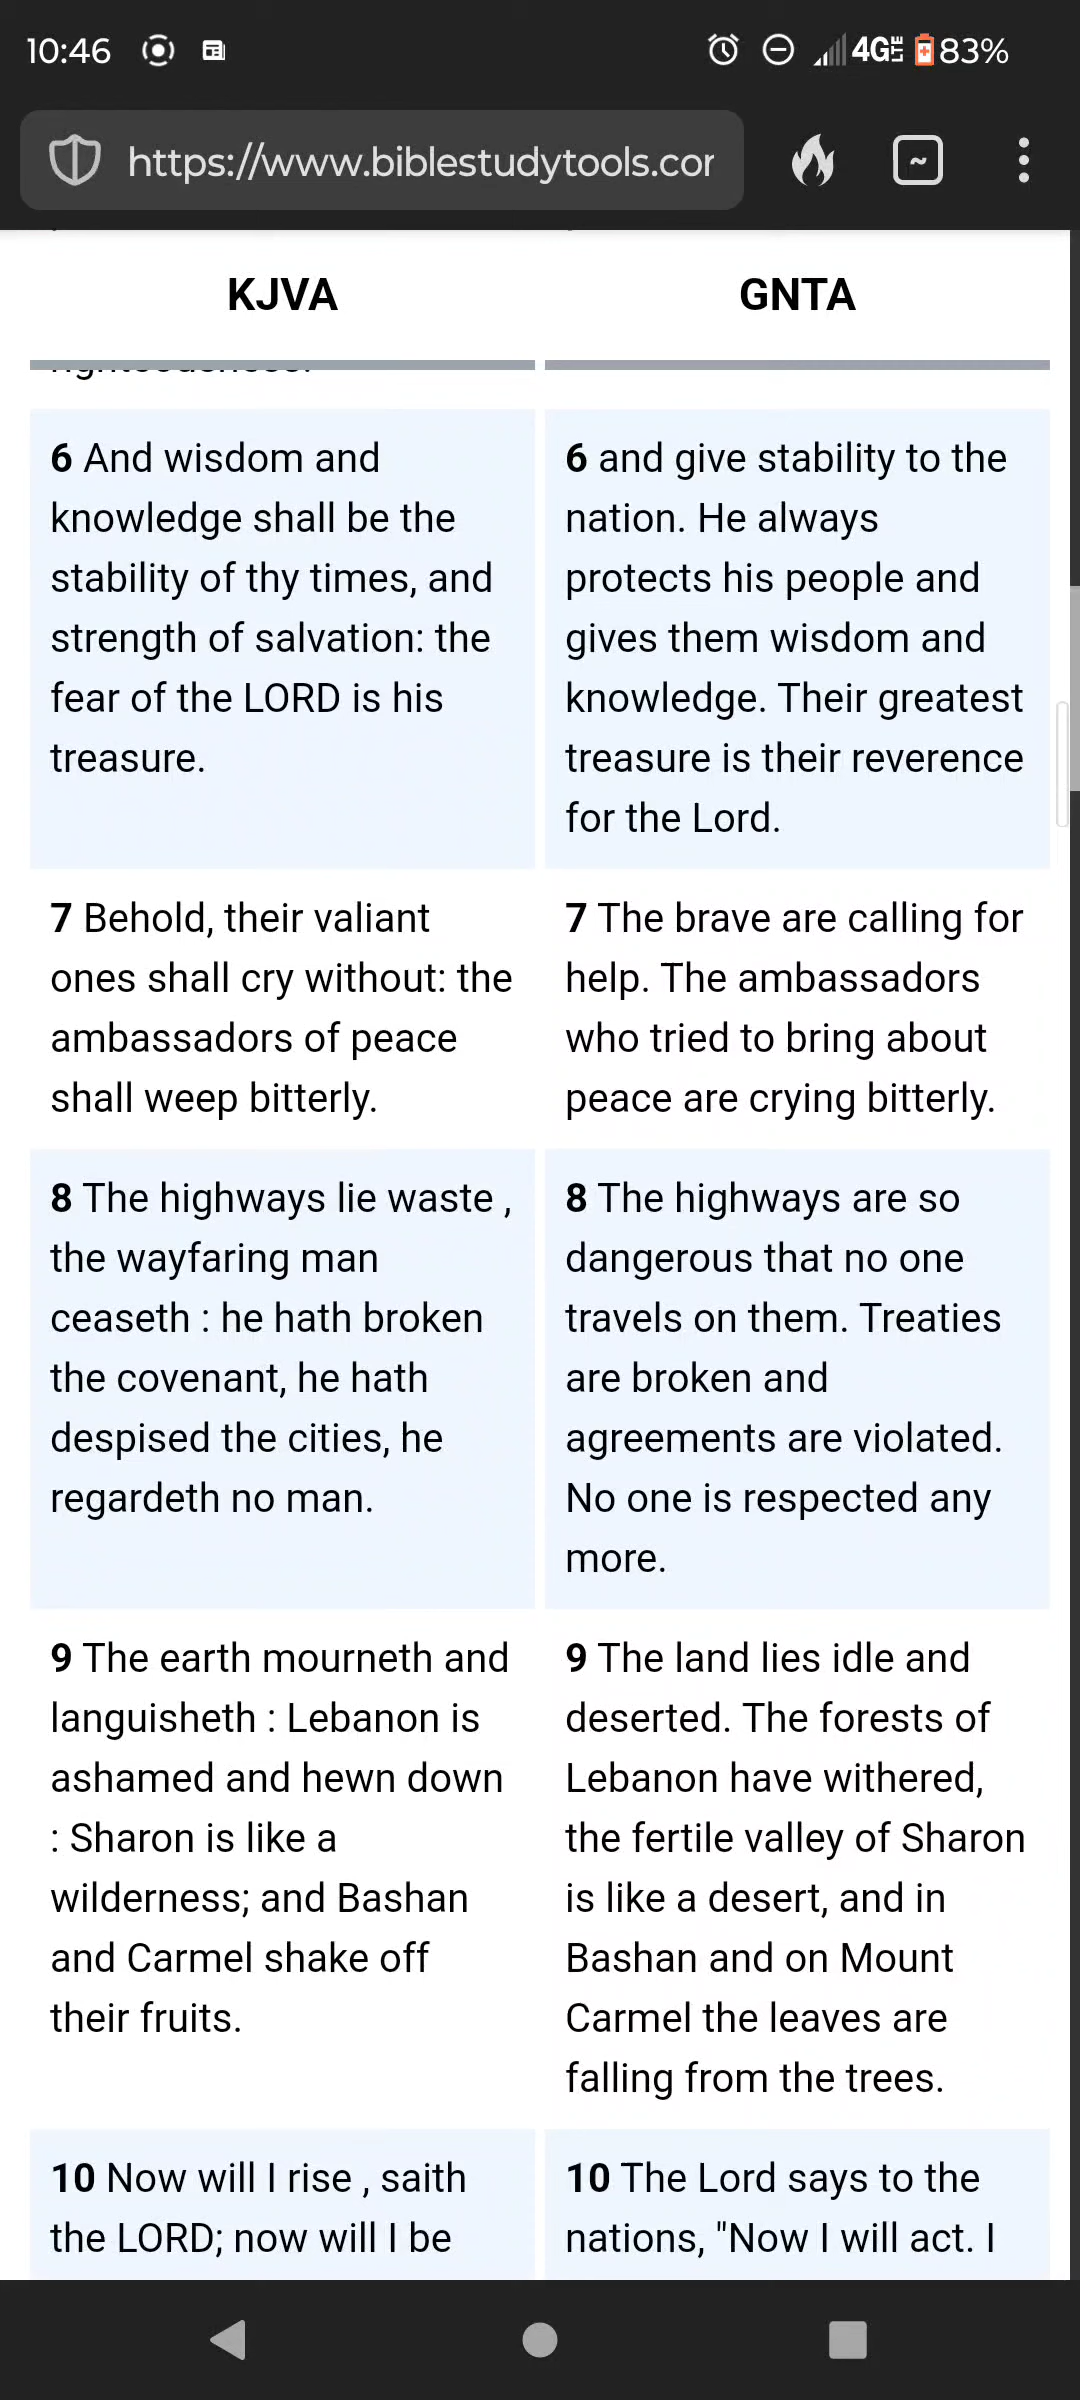 10:46 4G LTE 83%
https://www.biblestudytools.cor
KJVA
GNTA
righteousness.
6 And wisdom and
knowledge shall be the
stability of thy times, and
strength of salvation: the
fear of the LORD is his
treasure.
6 and give stability to the
nation. He always
protects his people and
gives them wisdom and
knowledge. Their greatest
treasure is their reverence
for the Lord.
7 Behold, their valiant
ones shall cry without: the
ambassadors of peace
shall weep bitterly.
7 The brave are calling for
help. The ambassadors
who tried to bring about
peace are crying bitterly.
8 The highways lie waste ,
the wayfaring man
ceaseth : he hath broken
the covenant, he hath
despised the cities, he
regardeth no man.
8 The highways are so
dangerous that no one
travels on them. Treaties
are broken and
agreements are violated.
No one is respected any
more.
9 The earth mourneth and
languisheth : Lebanon is
ashamed and hewn down
: Sharon is like a
wilderness; and Bashan
and Carmel shake off
their fruits.
9 The land lies idle and
deserted. The forests of
Lebanon have withered,
the fertile valley of Sharon
is like a desert, and in
Bashan and on Mount
Carmel the leaves are
falling from the trees.
10 Now will I rise , saith
the LORD; now will I be
10 The Lord says to the
nations, "Now I will act. I